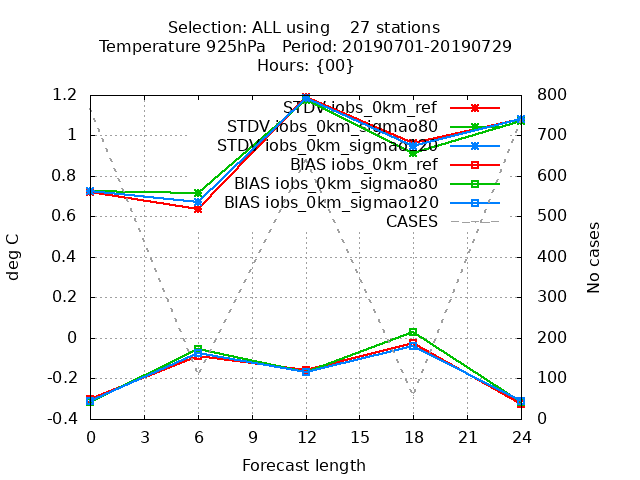 Selection: ALL using 27 stations
Temperature 925hPa Period: 20190701-20190729
Hours: {00}
1.2
1
0.8
0.6
0.4
0.2
0
-0.2
-0.4
deg C
800
700
600
500
400
300
200
100
0
No cases
STDV iobs_0km_ref
STDV iobs_0km_sigmao80
STDV iobs_0km_sigmao120
BIAS iobs_0km_ref
BIAS iobs_0km_sigmao80
BIAS iobs_0km_sigmao120
CASES
0 3 6 9 12 15 18 21 24
Forecast length